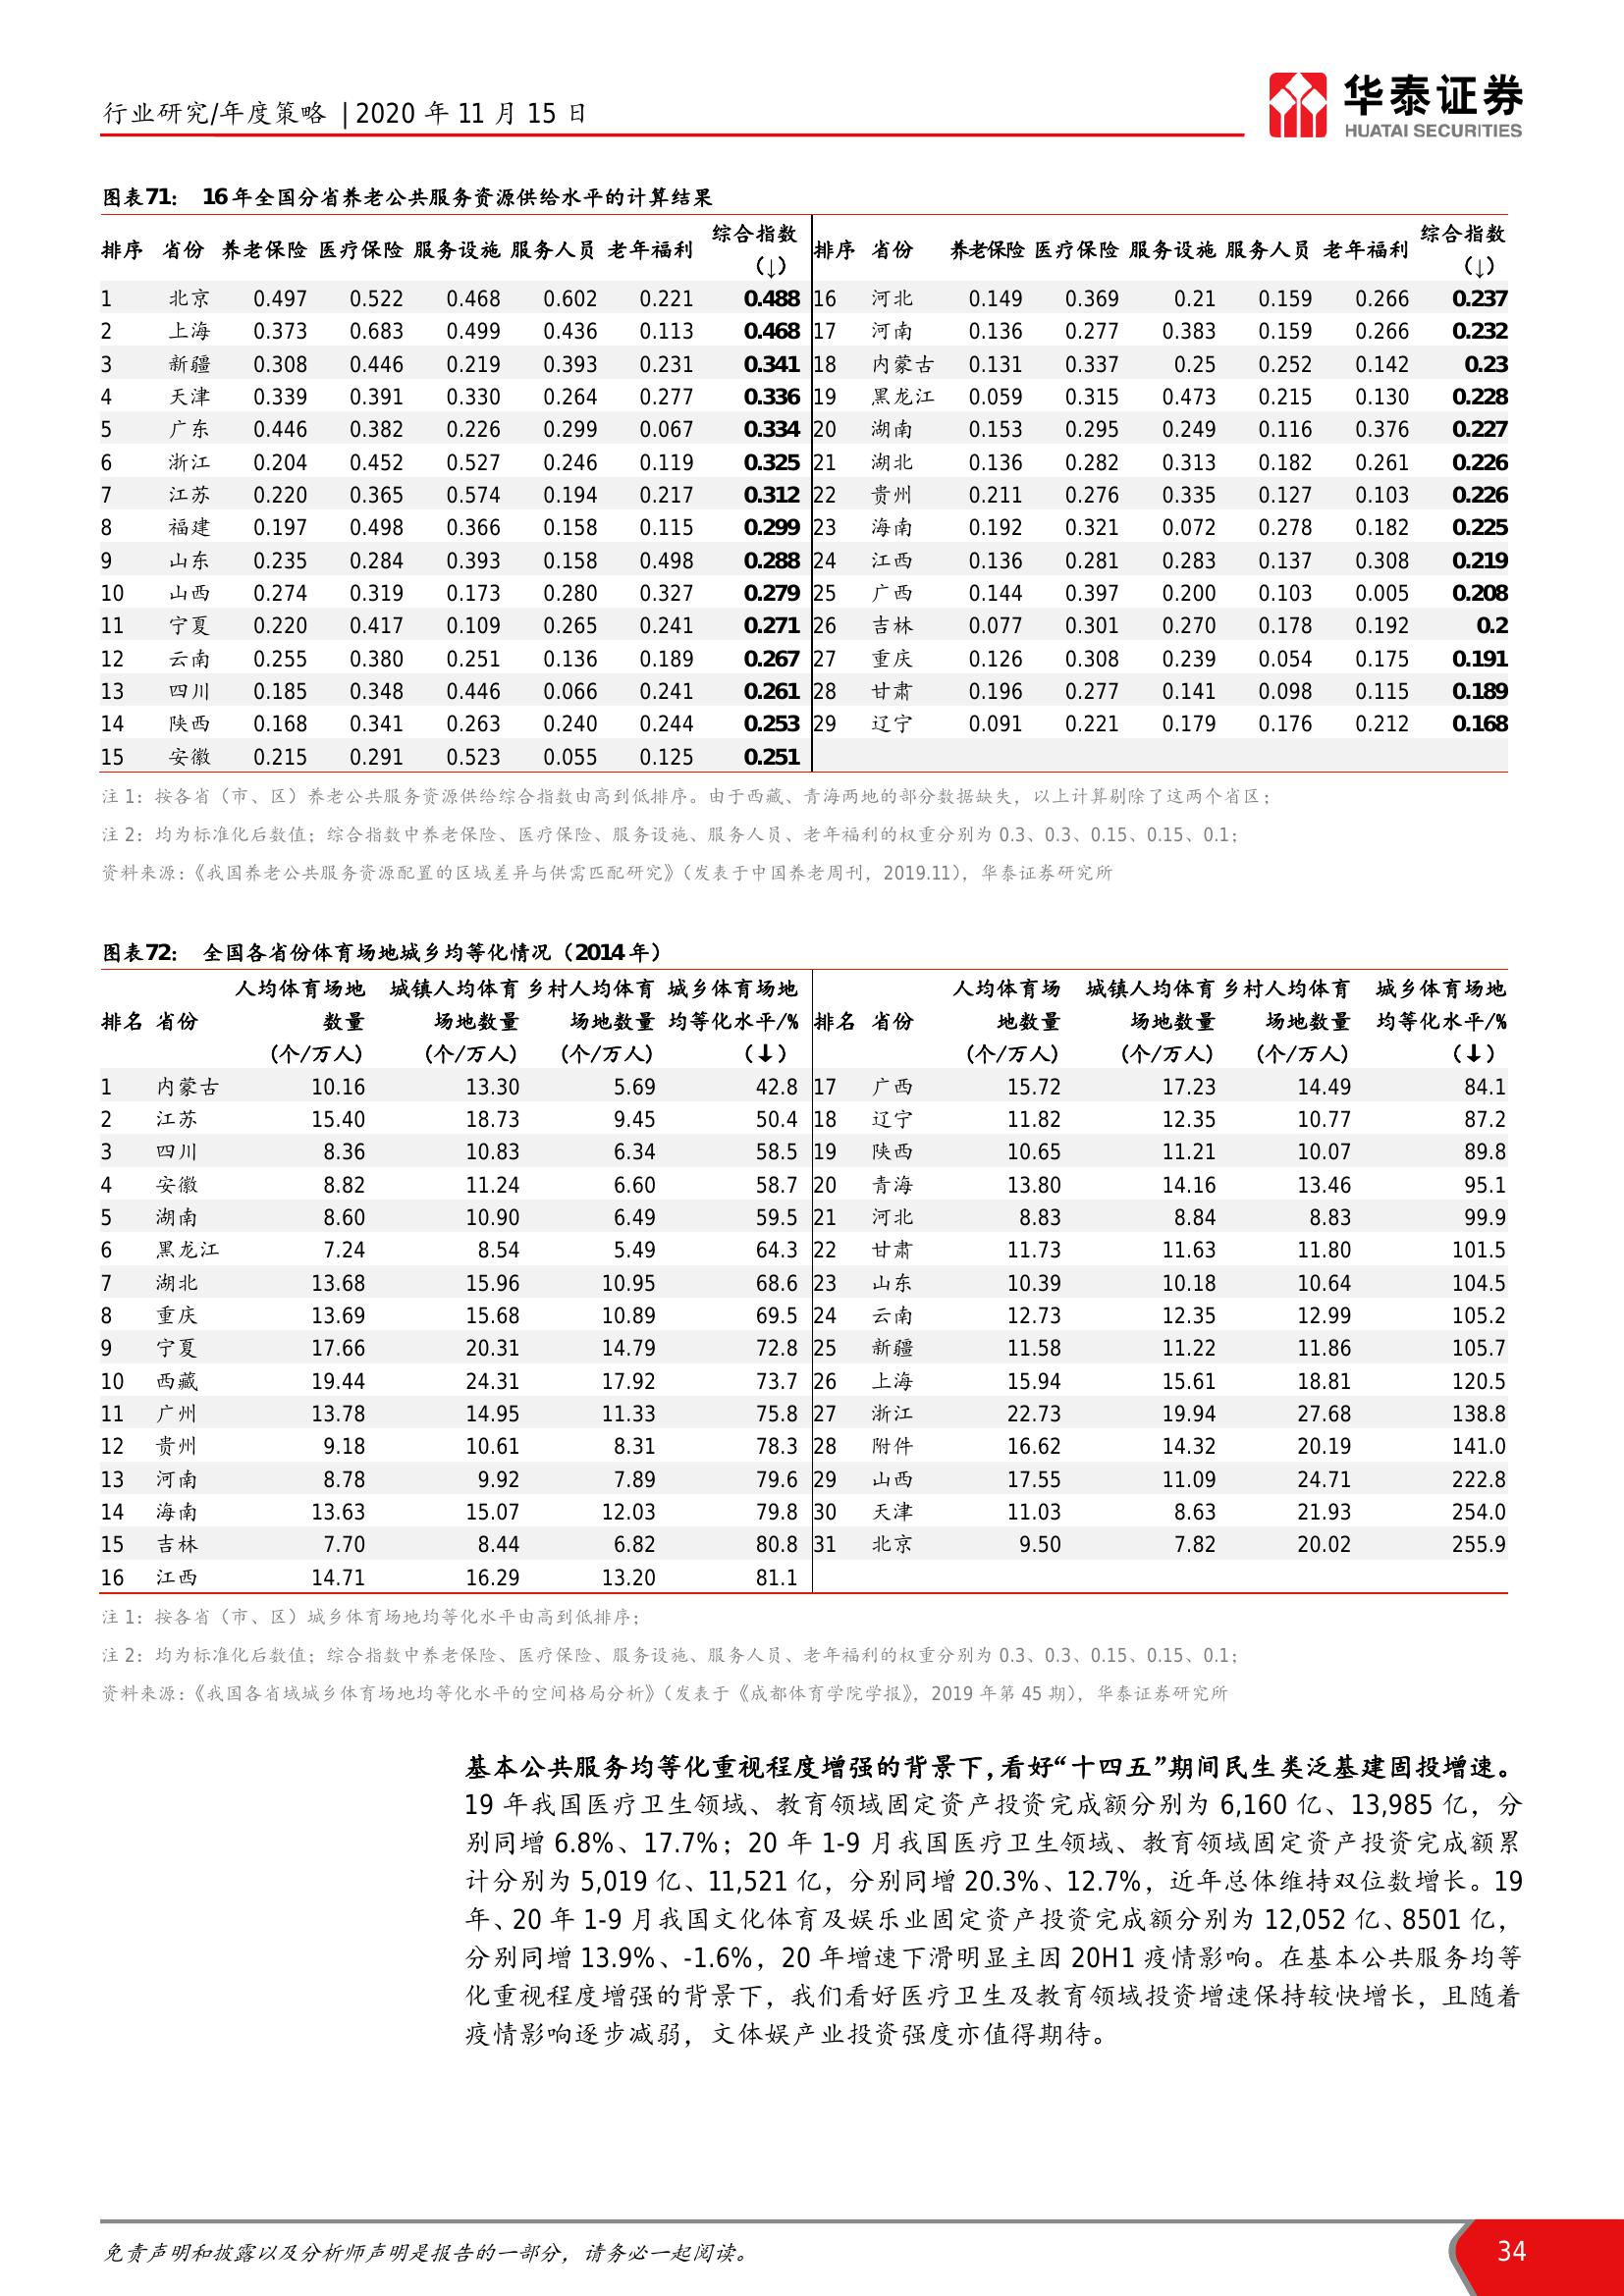 行业研究/年度策略 | 2020 年 11 月 15 日
华泰证券
HUATAI SECURITIES
图表71: 16 年全国分省养老公共服务资源供给水平的计算结果
排序 省份 养老保险 医疗保险 服务设施 服务人员 老年福利 综合指数(↓) 排序 省份 养老保险 医疗保险 服务设施 服务人员 老年福利 综合指数(↓)
1 北京 0.497 0.522 0.468 0.602 0.221 0.488 16 河北 0.149 0.369 0.21 0.159 0.266 0.237
2 上海 0.373 0.683 0.499 0.436 0.113 0.468 17 河南 0.136 0.277 0.383 0.159 0.266 0.232
3 新疆 0.308 0.446 0.219 0.393 0.231 0.341 18 内蒙古 0.131 0.337 0.25 0.252 0.142 0.23
4 天津 0.339 0.391 0.330 0.264 0.277 0.336 19 黑龙江 0.059 0.315 0.473 0.215 0.130 0.228
5 广东 0.446 0.382 0.226 0.299 0.067 0.334 20 湖南 0.153 0.295 0.249 0.116 0.376 0.227
6 浙江 0.204 0.452 0.527 0.246 0.119 0.325 21 湖北 0.136 0.282 0.313 0.182 0.261 0.226
7 江苏 0.220 0.365 0.574 0.194 0.217 0.312 22 贵州 0.211 0.276 0.335 0.127 0.103 0.226
8 福建 0.197 0.498 0.366 0.158 0.115 0.299 23 海南 0.192 0.321 0.072 0.278 0.182 0.225
9 山东 0.235 0.284 0.393 0.158 0.498 0.288 24 江西 0.136 0.281 0.283 0.137 0.308 0.219
10 山西 0.274 0.319 0.173 0.280 0.327 0.279 25 广西 0.144 0.397 0.200 0.103 0.005 0.208
11 宁夏 0.220 0.417 0.109 0.265 0.241 0.271 26 吉林 0.077 0.301 0.270 0.178 0.192 0.2
12 云南 0.255 0.380 0.251 0.136 0.189 0.267 27 重庆 0.126 0.308 0.239 0.054 0.175 0.191
13 四川 0.185 0.348 0.446 0.066 0.241 0.261 28 甘肃 0.196 0.277 0.141 0.098 0.115 0.189
14 陕西 0.168 0.341 0.263 0.240 0.244 0.253 29 辽宁 0.091 0.221 0.179 0.176 0.212 0.168
15 安徽 0.215 0.291 0.523 0.055 0.125 0.251
注 1：按各省（市、区）养老公共服务资源供给综合指数由高到低排序。由于西藏、青海两地的部分数据缺失，以上计算剔除了这两个省区；
注 2：均为标准化后数值；综合指数中养老保险、医疗保险、服务设施、服务人员、老年福利的权重分别为 0.3、0.3、0.15、0.15、0.1；
资料来源：《我国养老公共服务资源配置的区域差异与供需匹配研究》（发表于中国养老周刊，2019.11），华泰证券研究所
图表72: 全国各省份体育场地城乡均等化情况（2014 年）
排名 省份 人均体育场地数量(个/万人) 城镇人均体育场地数量(个/万人) 乡村人均体育场地数量(个/万人) 城乡体育场地均等化水平/%(↓) 排名 省份 人均体育场地数量(个/万人) 城镇人均体育场地数量(个/万人) 乡村人均体育场地数量(个/万人) 城乡体育场地均等化水平/%(↓)
1 内蒙古 10.16 13.30 5.69 42.8 17 广西 15.72 17.23 14.49 84.1
2 江苏 15.40 18.73 9.45 50.4 18 辽宁 11.82 12.35 10.77 87.2
3 四川 8.36 10.83 6.34 58.5 19 陕西 10.65 11.21 10.07 89.8
4 安徽 8.82 11.24 6.60 58.7 20 青海 13.80 14.16 13.46 95.1
5 湖南 8.60 10.90 6.49 59.5 21 河北 8.83 8.84 8.83 99.9
6 黑龙江 7.24 8.54 5.49 64.3 22 甘肃 11.73 11.63 11.80 101.5
7 湖北 13.68 15.96 10.95 68.6 23 山东 10.39 10.18 10.64 104.5
8 重庆 13.69 15.68 10.89 69.5 24 云南 12.73 12.35 12.99 105.2
9 宁夏 17.66 20.31 14.79 72.8 25 新疆 11.58 11.22 11.86 105.7
10 西藏 19.44 24.31 17.92 73.7 26 上海 15.94 15.61 18.81 120.5
11 广州 13.78 14.95 11.33 75.8 27 浙江 22.73 19.94 27.68 138.8
12 贵州 9.18 10.61 8.31 78.3 28 附件 16.62 14.32 20.19 141.0
13 河南 8.78 9.92 7.89 79.6 29 山西 17.55 11.09 24.71 222.8
14 海南 13.63 15.07 12.03 79.8 30 天津 11.03 8.63 21.93 254.0
15 吉林 7.70 8.44 6.82 80.8 31 北京 9.50 7.82 20.02 255.9
16 江西 14.71 16.29 13.20 81.1
注 1：按各省（市、区）城乡体育场地均等化水平由高到低排序；
注 2：均为标准化后数值；综合指数中养老保险、医疗保险、服务设施、服务人员、老年福利的权重分别为 0.3、0.3、0.15、0.15、0.1；
资料来源：《我国各省域城乡体育场地均等化水平的空间格局分析》（发表于《成都体育学院学报》，2019 年第 45 期），华泰证券研究所
基本公共服务均等化重视程度增强的背景下，看好“十四五”期间民生类泛基建固投增速。
19 年我国医疗卫生领域、教育领域固定资产投资完成额分别为 6,160 亿、13,985 亿，分
别同增 6.8%、17.7%；20 年 1-9 月我国医疗卫生领域、教育领域固定资产投资完成额累
计分别为 5,019 亿、11,521 亿，分别同增 20.3%、12.7%，近年总体维持双位数增长。19
年、20 年 1-9 月我国文化体育及娱乐业固定资产投资完成额分别为 12,052 亿、8501 亿，
分别同增 13.9%、-1.6%，20 年增速下滑明显主因 20H1 疫情影响。在基本公共服务均等
化重视程度增强的背景下，我们看好医疗卫生及教育领域投资增速保持较快增长，且随着
疫情影响逐步减弱，文体娱产业投资强度亦值得期待。
免责声明和披露以及分析师声明是报告的一部分，请务必一起阅读。
34